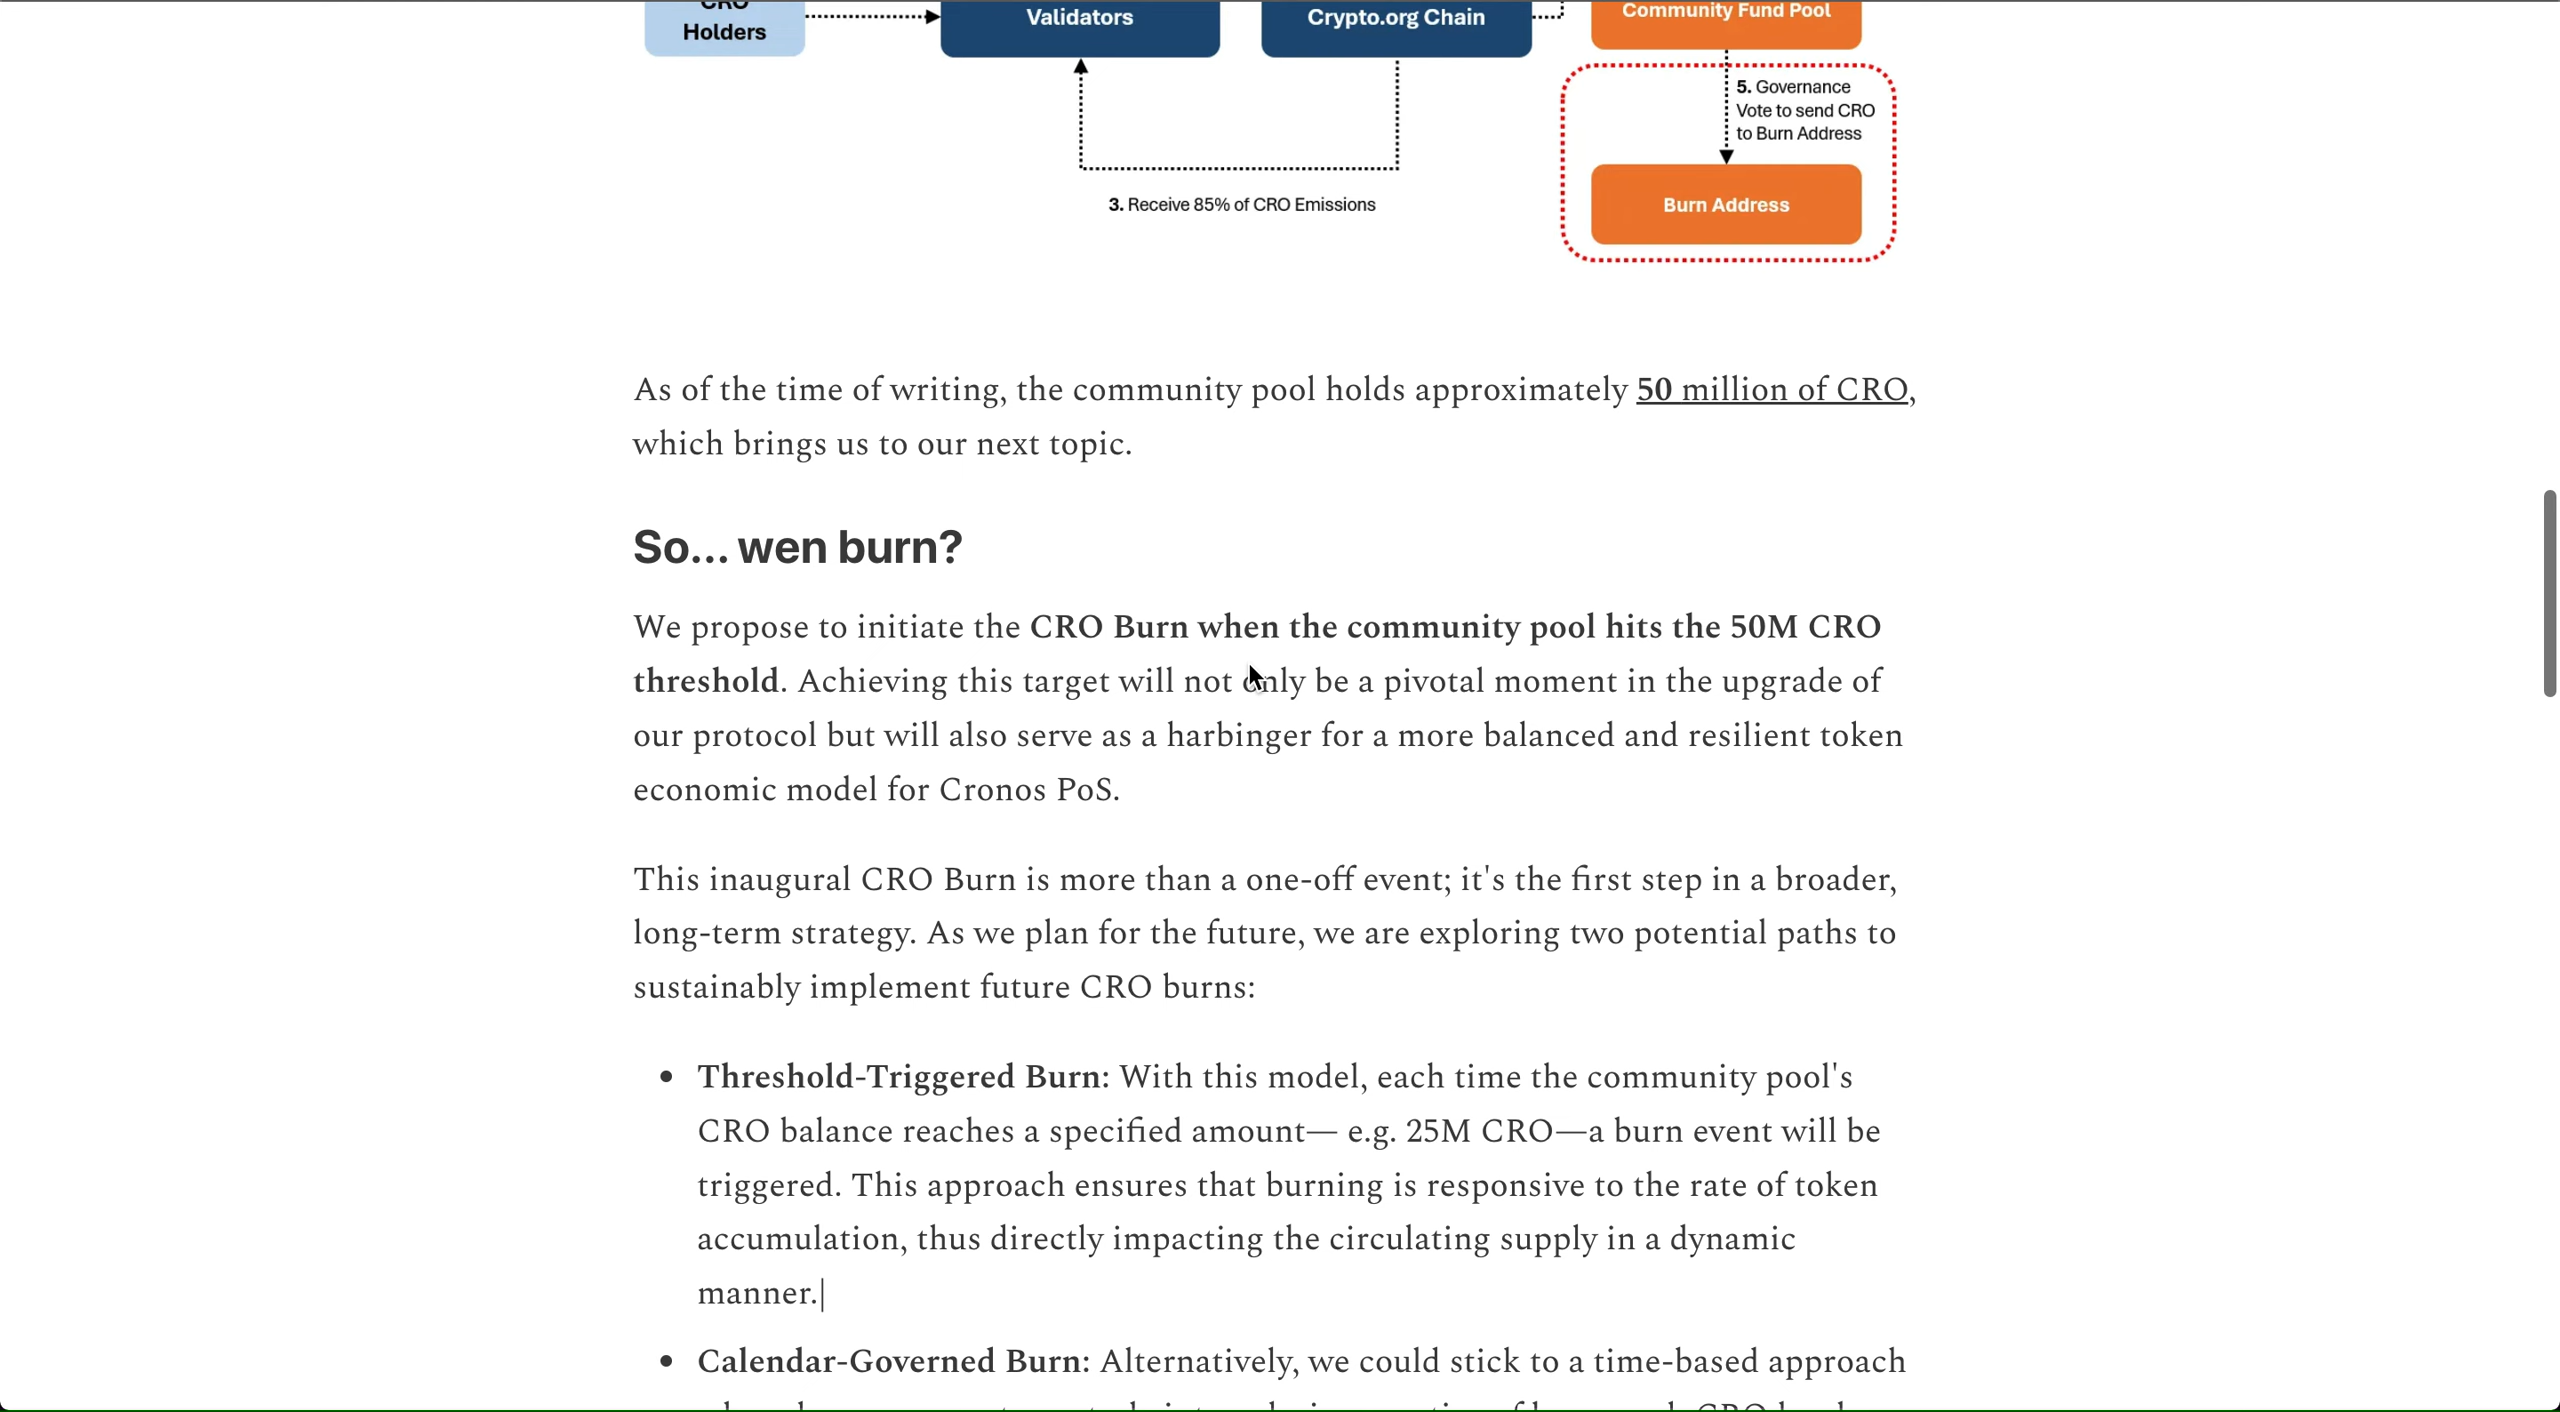 CRO
Holders
Validators
Crypto.org Chain
Community Fund Pool
5. Governance
Vote to send CRO
to Burn Address
Burn Address
3. Receive 85% of CRO Emissions
As of the time of writing, the community pool holds approximately 50 million of CRO,
which brings us to our next topic.
So... wen burn?
We propose to initiate the CRO Burn when the community pool hits the 50M CRO
threshold. Achieving this target will not only be a pivotal moment in the upgrade of
our protocol but will also serve as a harbinger for a more balanced and resilient token
economic model for Cronos PoS.
This inaugural CRO Burn is more than a one-off event; it's the first step in a broader,
long-term strategy. As we plan for the future, we are exploring two potential paths to
sustainably implement future CRO burns:
• Threshold-Triggered Burn: With this model, each time the community pool's
CRO balance reaches a specified amount— e.g. 25M CRO—a burn event will be
triggered. This approach ensures that burning is responsive to the rate of token
accumulation, thus directly impacting the circulating supply in a dynamic
manner.
• Calendar-Governed Burn: Alternatively, we could stick to a time-based approach